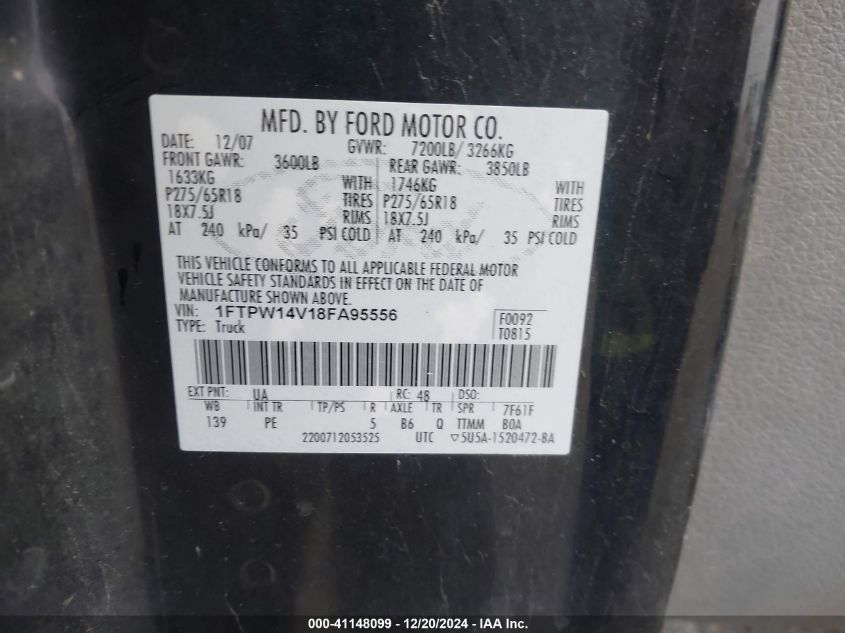 MFD. BY FORD MOTOR CO.
DATE: 12/07 GVWR: 7200LB/ 3266KG
FRONT GAWR: 3600LB REAR GAWR: 3850LB
1633KG WITH 1746KG WITH
P275/65R18 TIRES P275/65R18 TIRES
18X7.5J RIMS 18X7.5J RIMS
AT 240 kPa/ 35 PSI COLD AT 240 kPa/ 35 PSI COLD
THIS VEHICLE CONFORMS TO ALL APPLICABLE FEDERAL MOTOR
VEHICLE SAFETY STANDARDS IN EFFECT ON THE DATE OF
MANUFACTURE SHOWN ABOVE.
VIN: 1FTPW14V18FA95556 F0092
TYPE: Truck T0815
EXT PNT: UA RC: 48 DSO:
WB INT TR TP/PS R AXLE TR SPR 7F61F
139 PE 5 B6 Q TTMM BOA
2200712053525 UTC ▽5U5A-1520472-BA
000-41148099 - 12/20/2024 - IAA Inc.